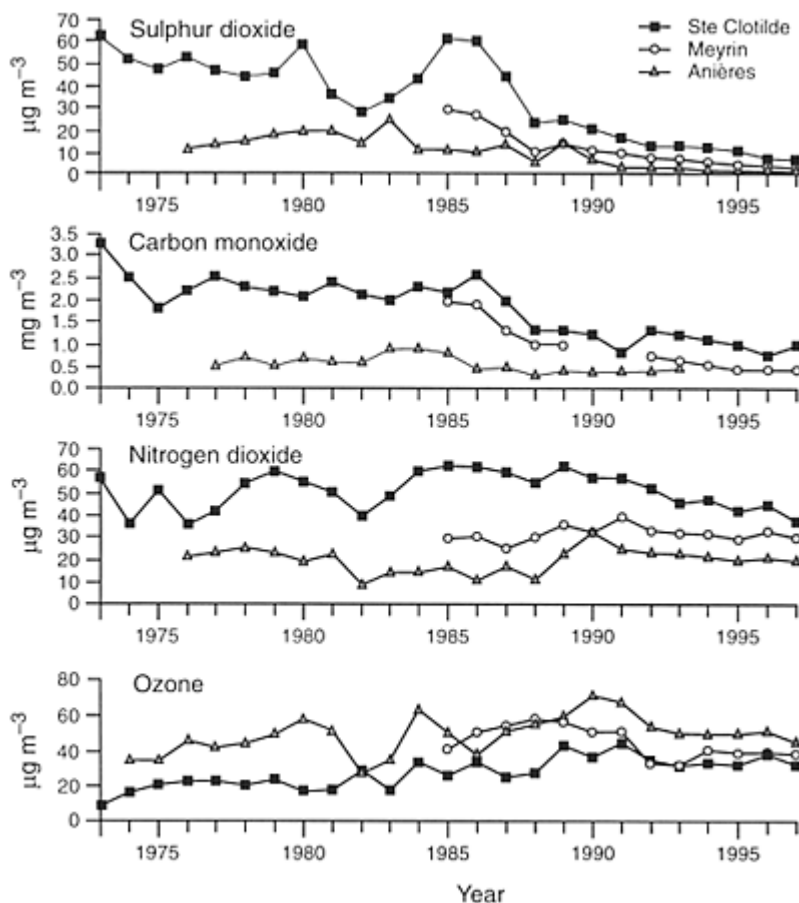 Sulphur dioxide
Ste Clotilde
Meyrin
Anières
µg m⁻³
70
60
50
40
30
20
10
0
1975 1980 1985 1990 1995
Carbon monoxide
mg m⁻³
3.5
3.0
2.5
2.0
1.5
1.0
0.5
0.0
1975 1980 1985 1990 1995
Nitrogen dioxide
µg m⁻³
70
60
50
40
30
20
10
0
1975 1980 1985 1990 1995
Ozone
µg m⁻³
80
60
40
20
0
1975 1980 1985 1990 1995
Year